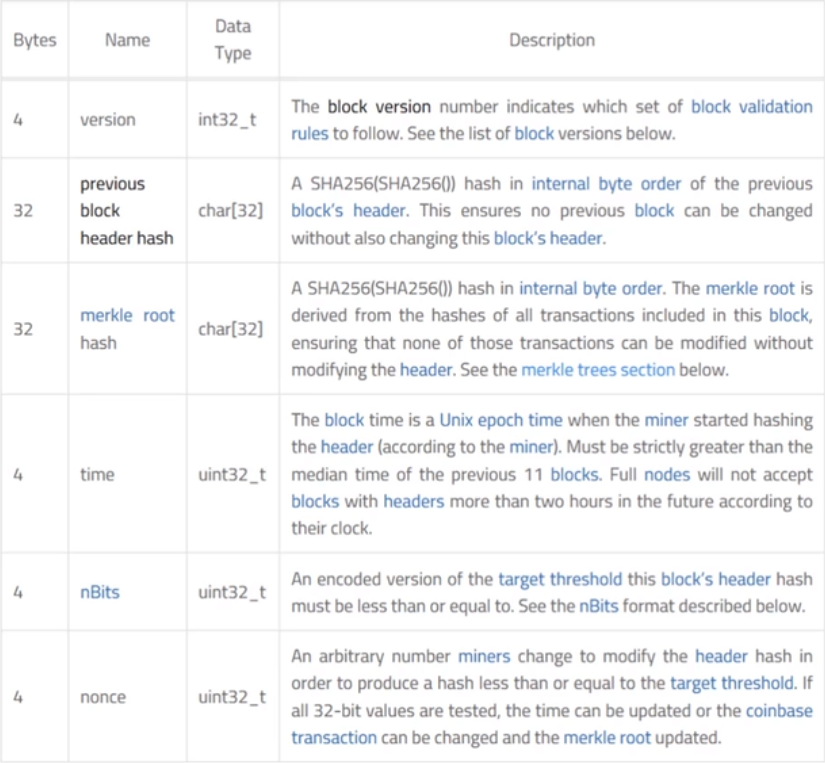 Bytes Name Data Type Description
4 version int32_t The block version number indicates which set of block validation
rules to follow. See the list of block versions below.
32 previous block header hash char[32] A SHA256(SHA256()) hash in internal byte order of the previous
block's header. This ensures no previous block can be changed
without also changing this block's header.
32 merkle root hash char[32] A SHA256(SHA256()) hash in internal byte order. The merkle root is
derived from the hashes of all transactions included in this block,
ensuring that none of those transactions can be modified without
modifying the header. See the merkle trees section below.
4 time uint32_t The block time is a Unix epoch time when the miner started hashing
the header (according to the miner). Must be strictly greater than the
median time of the previous 11 blocks. Full nodes will not accept
blocks with headers more than two hours in the future according to
their clock.
4 nBits uint32_t An encoded version of the target threshold this block's header hash
must be less than or equal to. See the nBits format described below.
4 nonce uint32_t An arbitrary number miners change to modify the header hash in
order to produce a hash less than or equal to the target threshold. If
all 32-bit values are tested, the time can be updated or the coinbase
transaction can be changed and the merkle root updated.